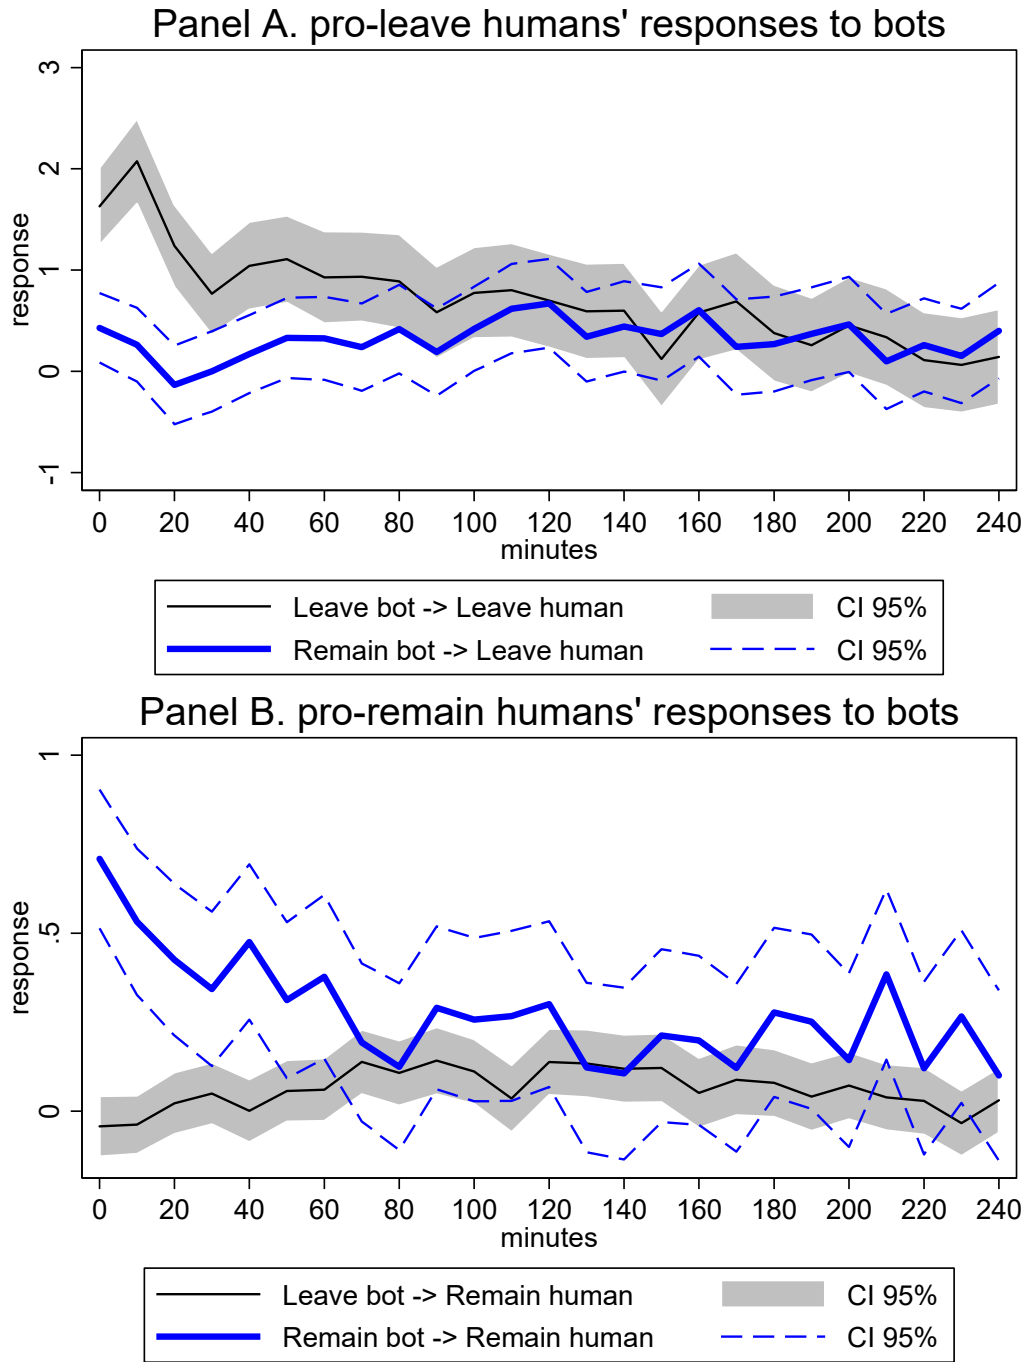 Panel A. pro-leave humans' responses to bots
3
2
1
0
-1
response
0 20 40 60 80 100 120 140 160 180 200 220 240
minutes
Leave bot -> Leave human CI 95%
Remain bot -> Leave human CI 95%
Panel B. pro-remain humans' responses to bots
1
.5
0
response
0 20 40 60 80 100 120 140 160 180 200 220 240
minutes
Leave bot -> Remain human CI 95%
Remain bot -> Remain human CI 95%